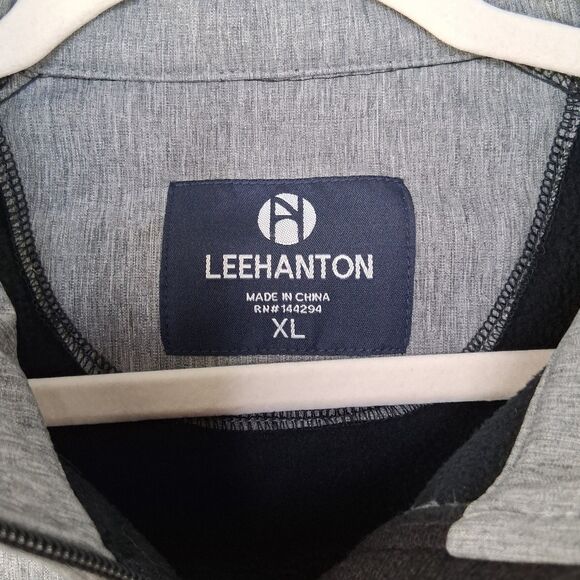 LEEHANTON
MADE IN CHINA
RN# 144294
XL